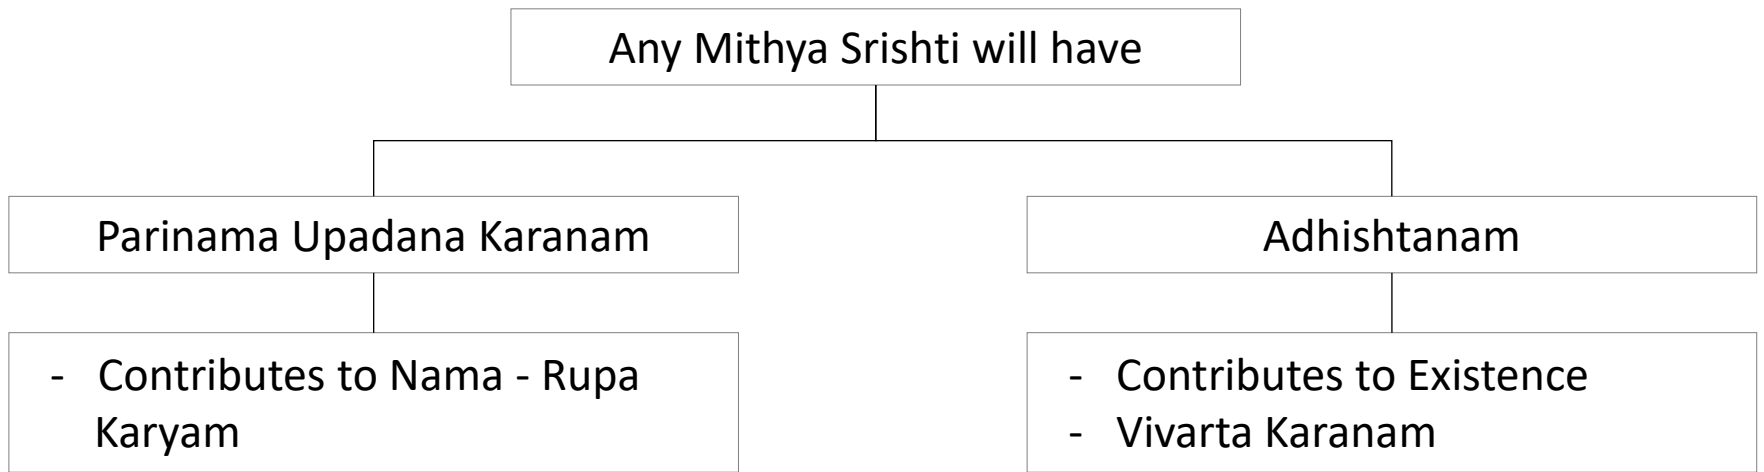 Any Mithya Srishti will have
Parinama Upadana Karanam
Adhishtanam
- Contributes to Nama - Rupa
Karyam
- Contributes to Existence
- Vivarta Karanam